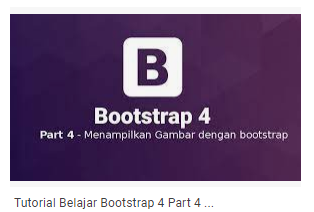 B
Bootstrap 4
Part 4 - Menampilkan Gambar dengan bootstrap
Tutorial Belajar Bootstrap 4 Part 4 ...